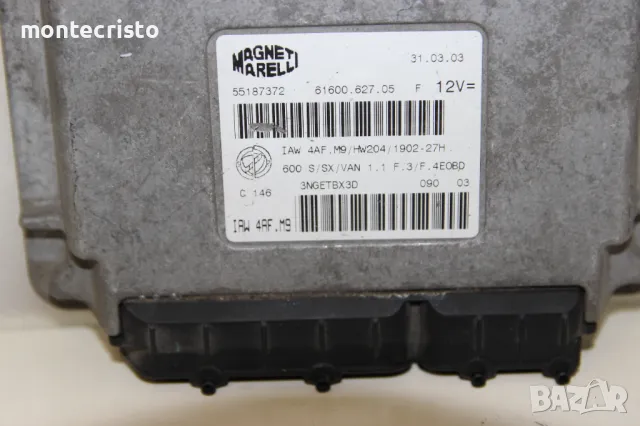 montecristo
MAGNETI
MARELLI
31.03.03
55187372 61600.627.05 F 12V=
IAW 4AF.M9/HW204/1902-27H
600 S/SX/VAN 1.1 F.3/F.4EOBD
C 146 3NGETBX3D 090 03
IAW 4AF.M9
BAZAR